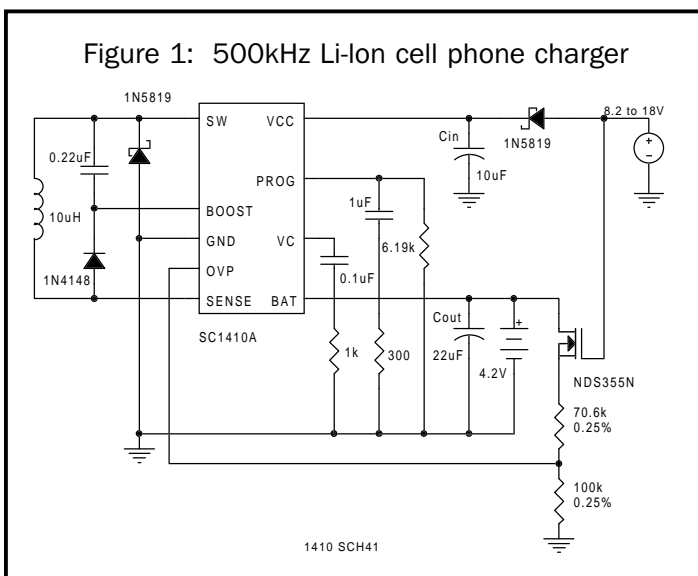 Figure 1: 500kHz Li-Ion cell phone charger
1N5819
8.2 to 18V
SW
VCC
Cin
1N5819
0.22uF
10uF
PROG
1uF
10uH
BOOST
6.19k
GND
VC
1N4148
OVP
0.1uF
SENSE
BAT
Cout
SC1410A
1k
300
22uF
4.2V
NDS355N
70.6k
0.25%
100k
0.25%
1410 SCH41